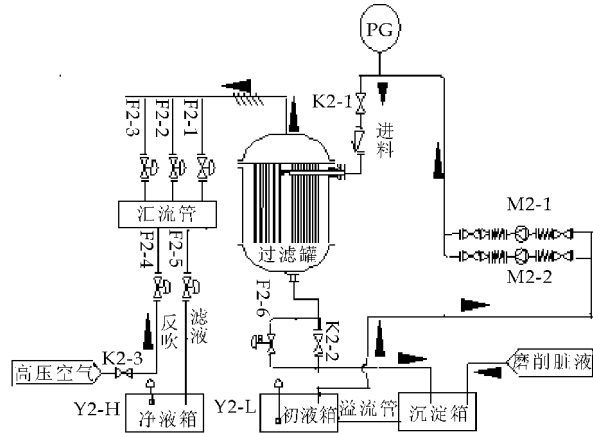 PG
K2-1
进料
F2-3
F2-2
F2-1
汇流管
过滤罐
M2-1
M2-2
F2-4
F2-5
F2-6
K2-2
反吹
滤液
K2-3
高压空气
磨削脏液
Y2-H
净液箱
Y2-L
初液箱
溢流管
沉淀箱